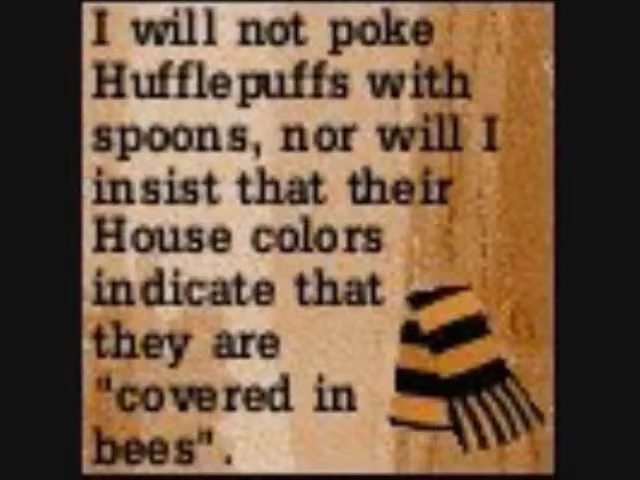 I will not poke
Hufflepuffs with
spoons, nor will I
insist that their
House colors
indicate that
they are
"covered in
bees".